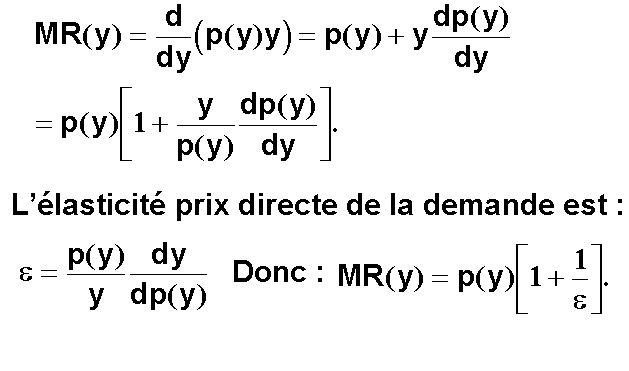 MR(y) = d/dy (p(y)y) = p(y) + y dp(y)/dy
= p(y)[1 + y/p(y) dp(y)/dy].
L'élasticité prix directe de la demande est :
ε = p(y)/y dy/dp(y) Donc : MR(y) = p(y)[1 + 1/ε].